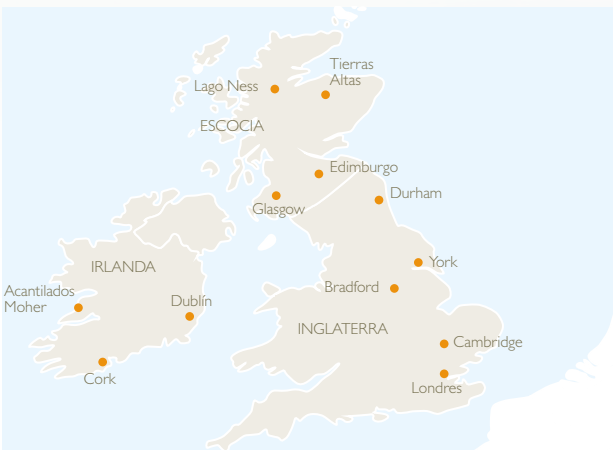 Tierras
Altas
Lago Ness
ESCOCIA
Edimburgo
Durham
Glasgow
York
IRLANDA
Acantilados
Moher
Dublín
Bradford
INGLATERRA
Cambridge
Cork
Londres